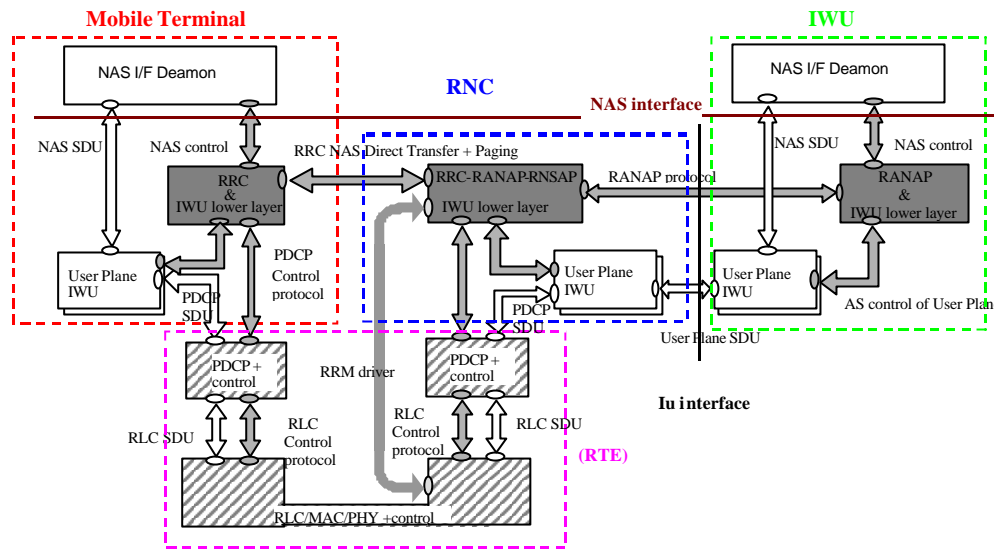 Mobile Terminal
IWU
NAS I/F Deamon
NAS I/F Deamon
RNC
NAS interface
NAS SDU
NAS control
RRC NAS Direct Transfer + Paging
NAS SDU
NAS control
RRC
&
IWU lower layer
RRC-RANAP-RNSAP
IWU lower layer
RANAP protocol
RANAP
&
IWU lower layer
User Plane
IWU
PDCP
Control
protocol
PDCP
SDU
User Plane
IWU
PDCP
SDU
User Plane
IWU
AS control of User Plan
User Plane SDU
PDCP +
control
RRM driver
PDCP +
control
Iu interface
RLC SDU
RLC
Control
protocol
RLC
Control
protocol
RLC SDU
(RTE)
RLC/MAC/PHY +control